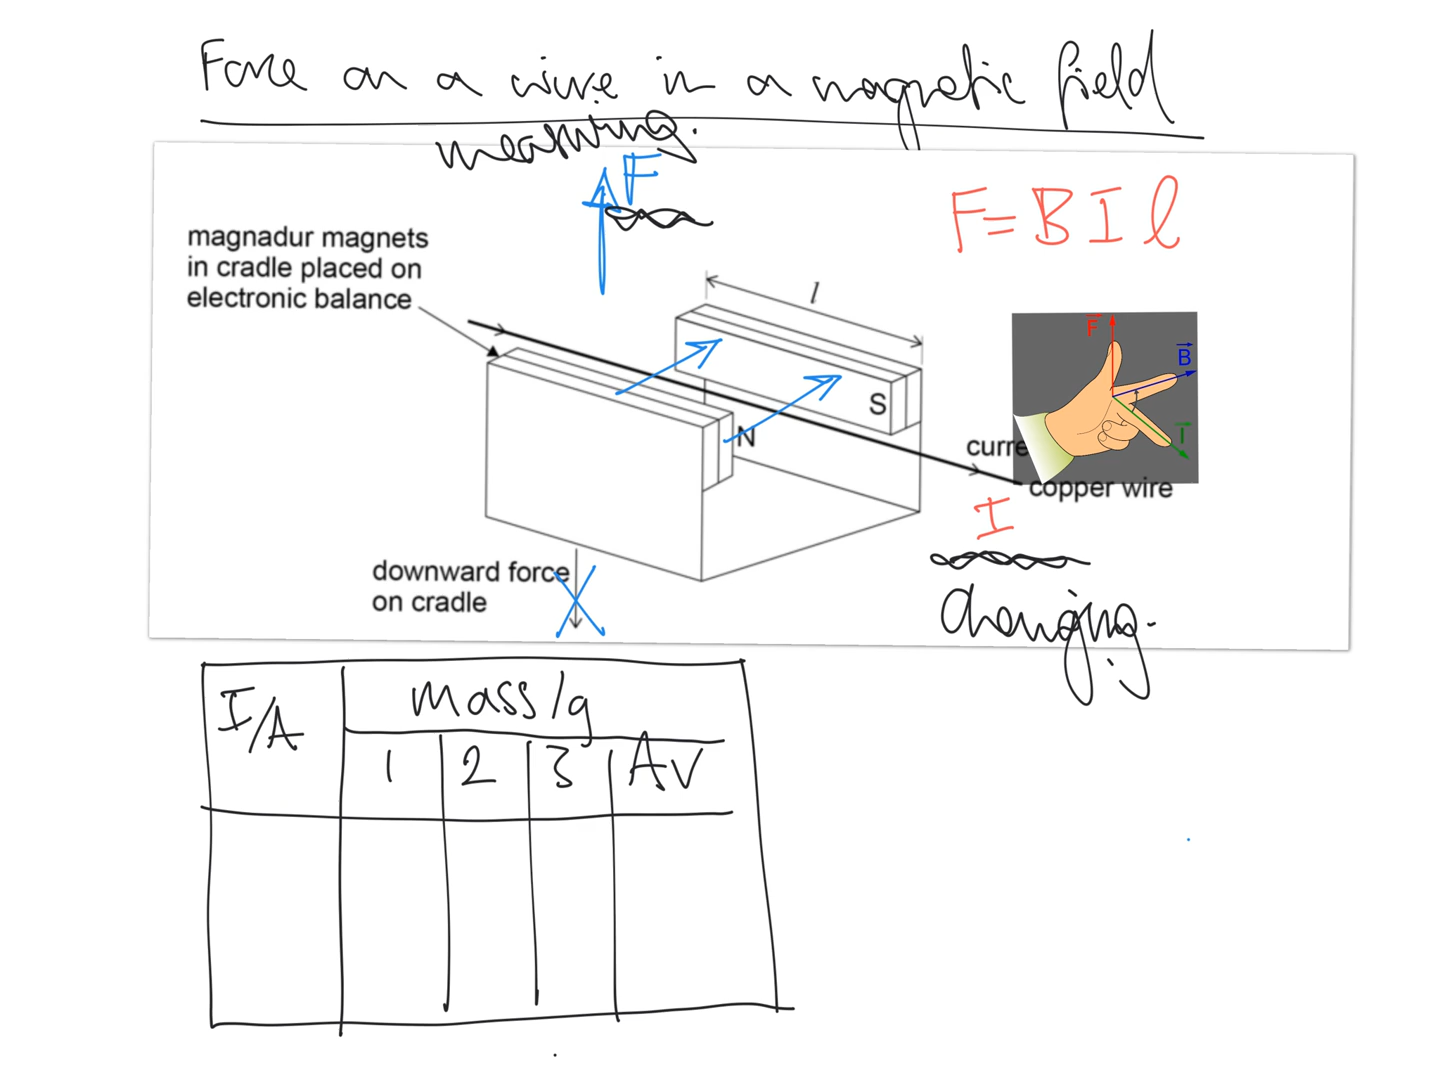 Force on a wire in a magnetic field
measuring.
F
F = B I l
magnadur magnets
in cradle placed on
electronic balance
l
F
B
I
S
N
curre
copper wire
I
changing.
downward force
on cradle
I/A
mass/g
1 2 3 Av